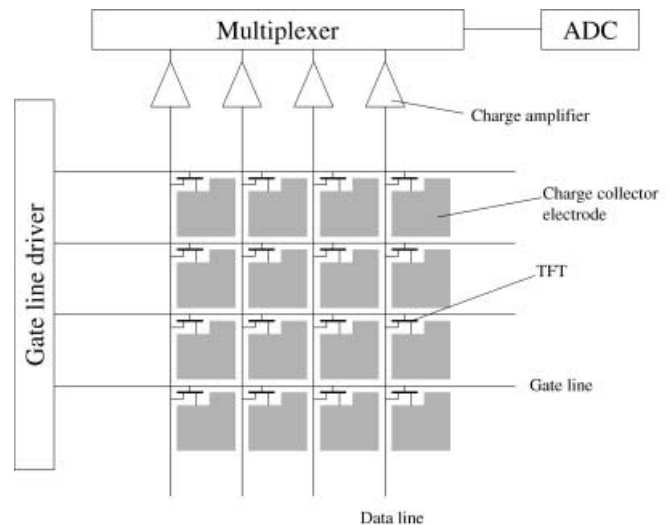 Multiplexer
ADC
Charge amplifier
Gate line driver
Charge collector
electrode
TFT
Gate line
Data line